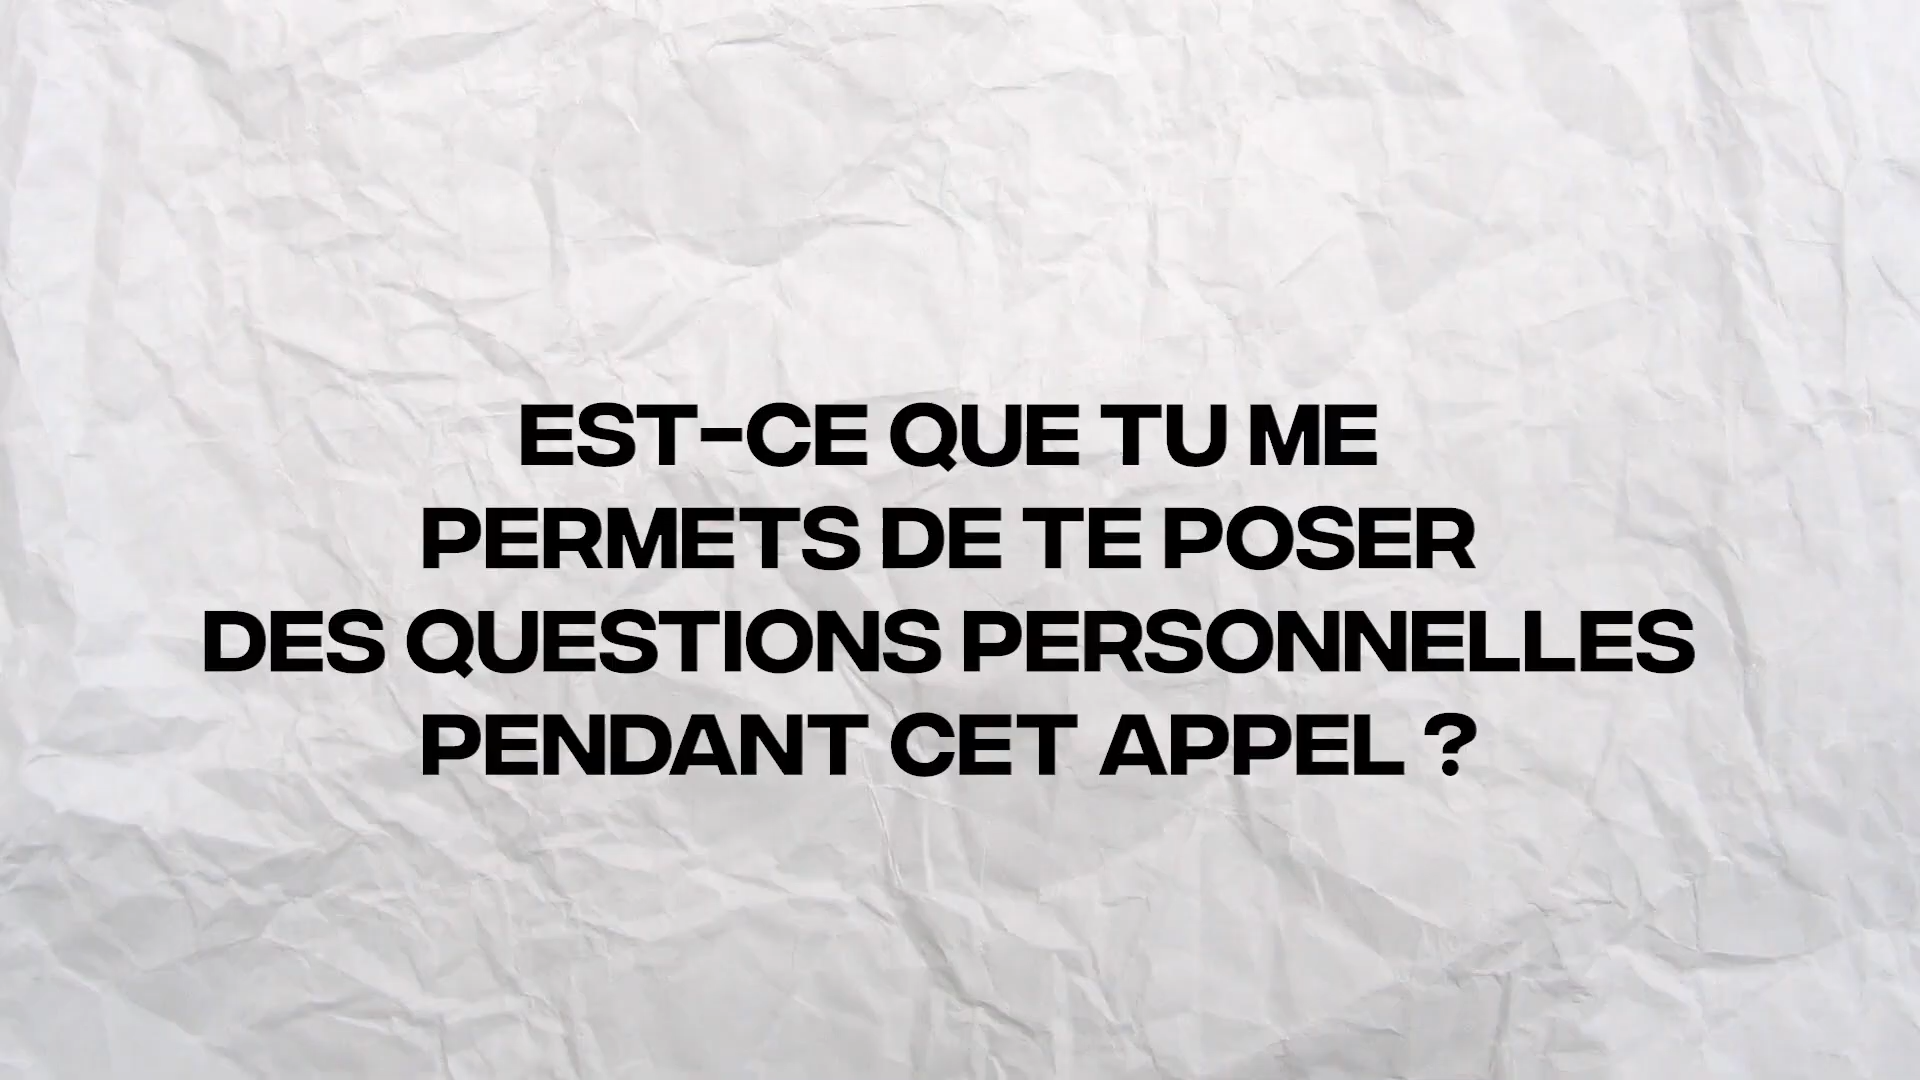 EST-CE QUE TU ME
PERMETS DE TE POSER
DES QUESTIONS PERSONNELLES
PENDANT CET APPEL ?